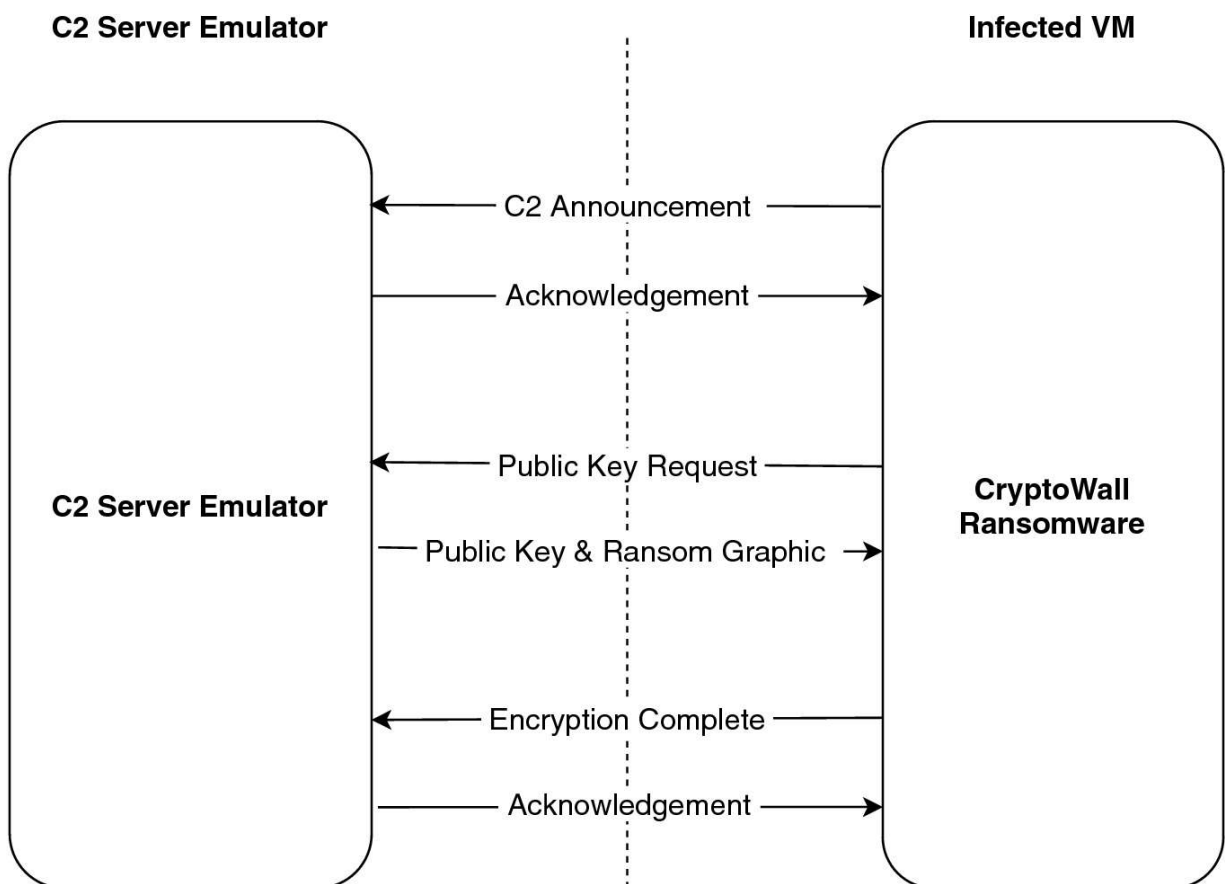 C2 Server Emulator
Infected VM
C2 Announcement
Acknowledgement
Public Key Request
C2 Server Emulator
CryptoWall
Ransomware
Public Key & Ransom Graphic
Encryption Complete
Acknowledgement